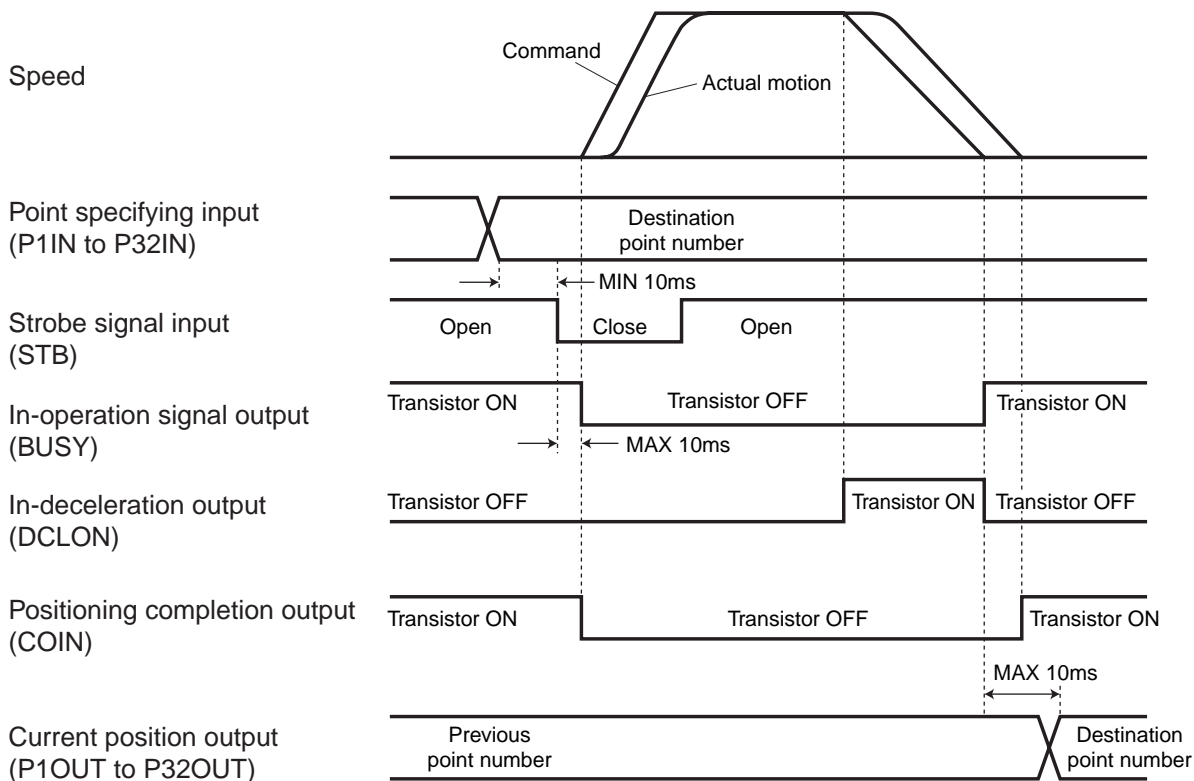 Speed
Command
Actual motion
Point specifying input
(P1IN to P32IN)
Destination
point number
MIN 10ms
Strobe signal input
(STB)
Open
Close
Open
In-operation signal output
(BUSY)
Transistor ON
Transistor OFF
Transistor ON
MAX 10ms
In-deceleration output
(DCLON)
Transistor OFF
Transistor ON
Transistor OFF
Positioning completion output
(COIN)
Transistor ON
Transistor OFF
Transistor ON
MAX 10ms
Current position output
(P1OUT to P32OUT)
Previous
point number
Destination
point number